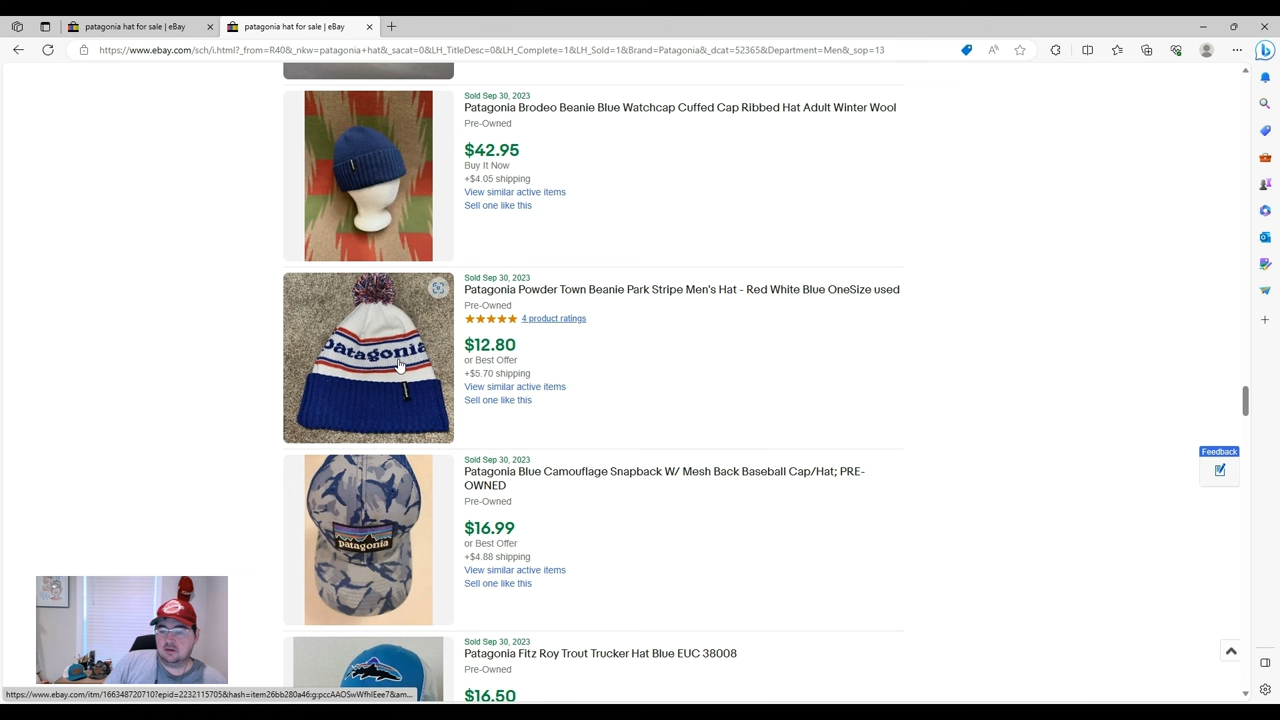 patagonia hat for sale | eBay
patagonia hat for sale | eBay
https://www.ebay.com/sch/i.html?_from=R40&_nkw=patagonia+hat&_sacat=0&LH_TitleDesc=0&LH_Complete=1&LH_Sold=1&Brand=Patagonia&_dcat=52365&Department=Men&_sop=13
Sold Sep 30, 2023
Patagonia Brodeo Beanie Blue Watchcap Cuffed Cap Ribbed Hat Adult Winter Wool
Pre-Owned
$42.95
Buy It Now
+$4.05 shipping
View similar active items
Sell one like this
Sold Sep 30, 2023
Patagonia Powder Town Beanie Park Stripe Men's Hat - Red White Blue OneSize used
Pre-Owned
4 product ratings
$12.80
or Best Offer
+$5.70 shipping
View similar active items
Sell one like this
patagonia
Sold Sep 30, 2023
Patagonia Blue Camouflage Snapback W/ Mesh Back Baseball Cap/Hat; PRE-
OWNED
Pre-Owned
$16.99
or Best Offer
+$4.88 shipping
View similar active items
Sell one like this
patagonia
Feedback
Sold Sep 30, 2023
Patagonia Fitz Roy Trout Trucker Hat Blue EUC 38008
Pre-Owned
$16.50